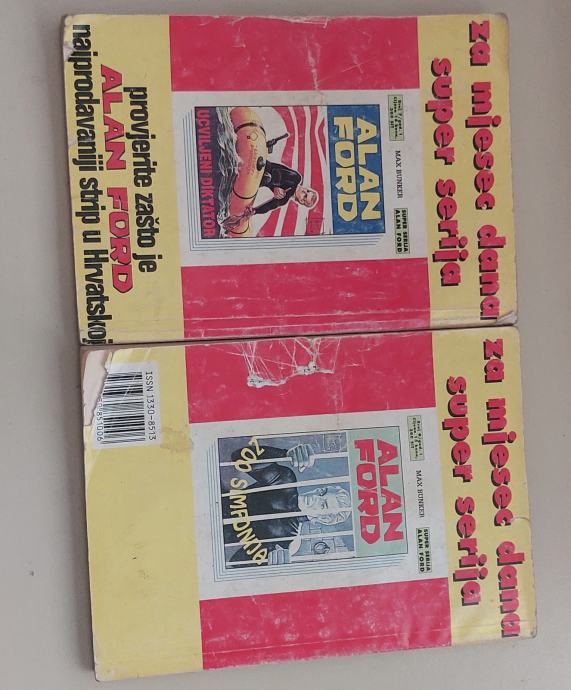 za mjesec dana
super serija
ALAN
FORD
MAX BUNKER
SUPER SERIJA
ALAN FORD
UCVILJENI DIKTATOR
provjerite zašto je
ALAN FORD
najprodavaniji strip u Hrvatskoj
za mjesec dana
super serija
ALAN
FORD
MAX BUNKER
SUPER SERIJA
ALAN FORD
ISSN 1330-8513